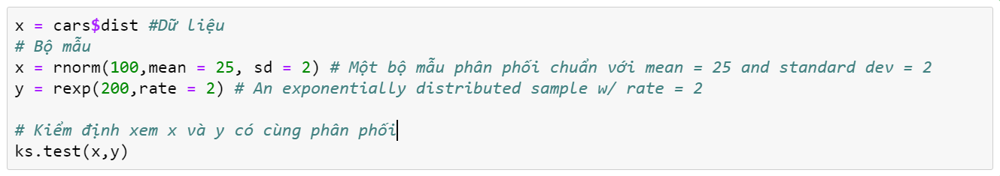 x = cars$dist #Dữ liệu
# Bộ mẫu
x = rnorm(100,mean = 25, sd = 2) # Một bộ mẫu phân phối chuẩn với mean = 25 and standard dev = 2
y = rexp(200,rate = 2) # An exponentially distributed sample w/ rate = 2
# Kiểm định xem x và y có cùng phân phối
ks.test(x,y)